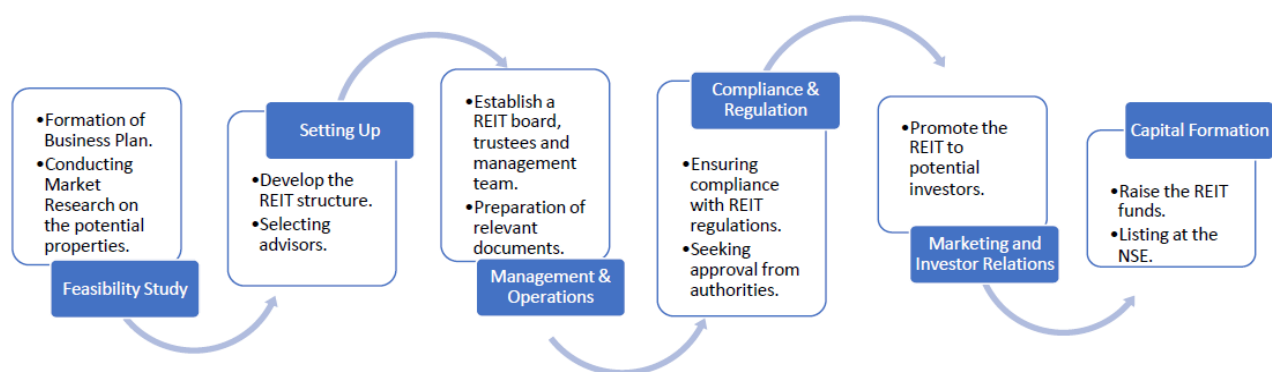 •Formation of
Business Plan.
•Conducting
Market
Research on
the potential
properties.
Feasibility Study
Setting Up
•Develop the
REIT structure.
•Selecting
advisors.
•Establish a
REIT board,
trustees and
management
team.
•Preparation of
relevant
documents.
Management &
Operations
Compliance &
Regulation
•Ensuring
compliance
with REIT
regulations.
•Seeking
approval from
authorities.
•Promote the
REIT to
potential
investors.
Marketing and
Investor Relations
Capital Formation
•Raise the REIT
funds.
•Listing at the
NSE.